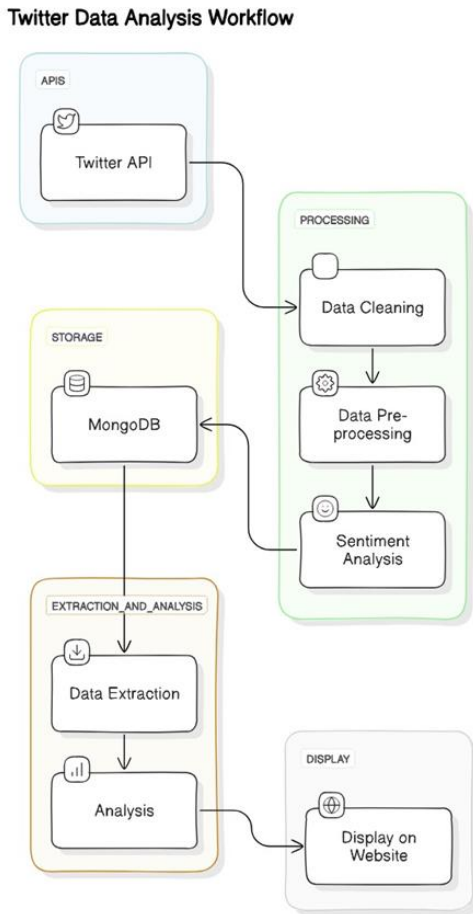 Twitter Data Analysis Workflow
APIS
Twitter API
PROCESSING
Data Cleaning
Data Pre-
processing
Sentiment
Analysis
STORAGE
MongoDB
EXTRACTION_AND_ANALYSIS
Data Extraction
Analysis
DISPLAY
Display on
Website